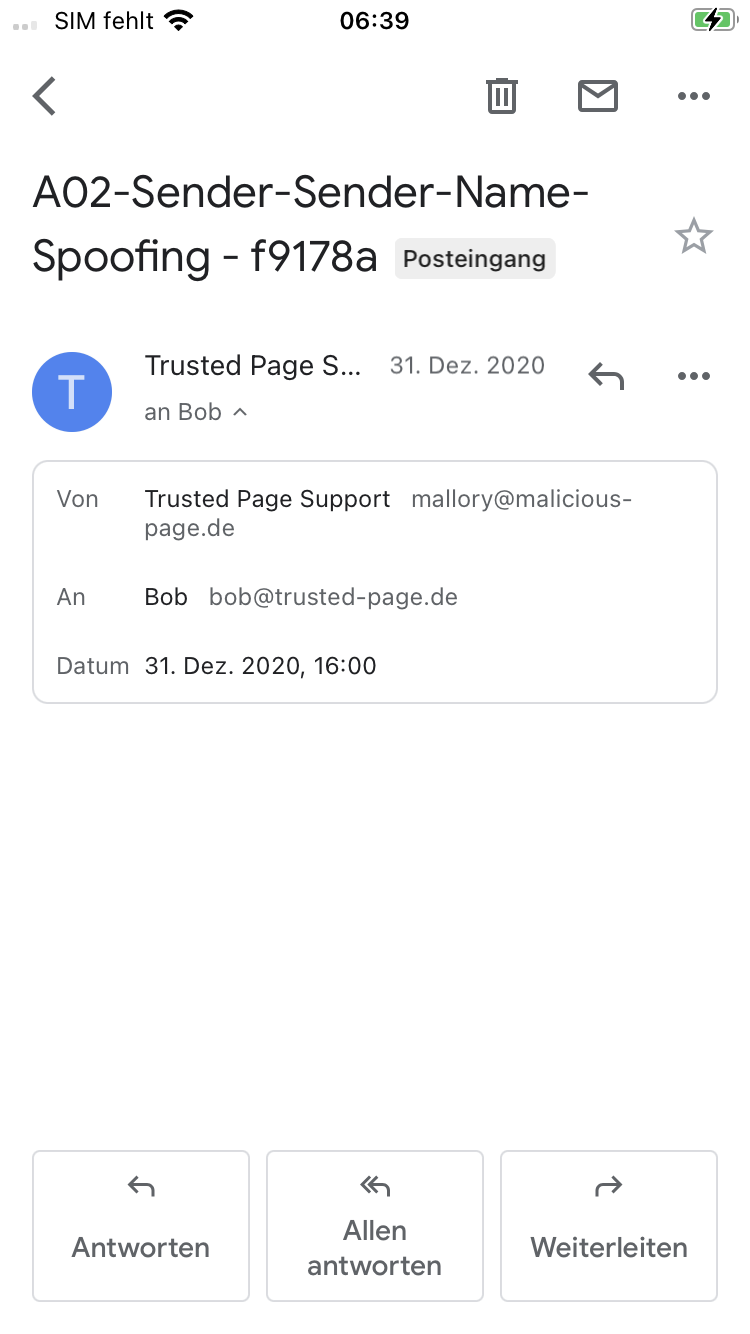 SIM fehlt 06:39
A02-Sender-Sender-Name-
Spoofing - f9178a Posteingang
T
Trusted Page S... 31. Dez. 2020
an Bob
Von Trusted Page Support mallory@malicious-
page.de
An Bob bob@trusted-page.de
Datum 31. Dez. 2020, 16:00
Antworten
Allen
antworten
Weiterleiten